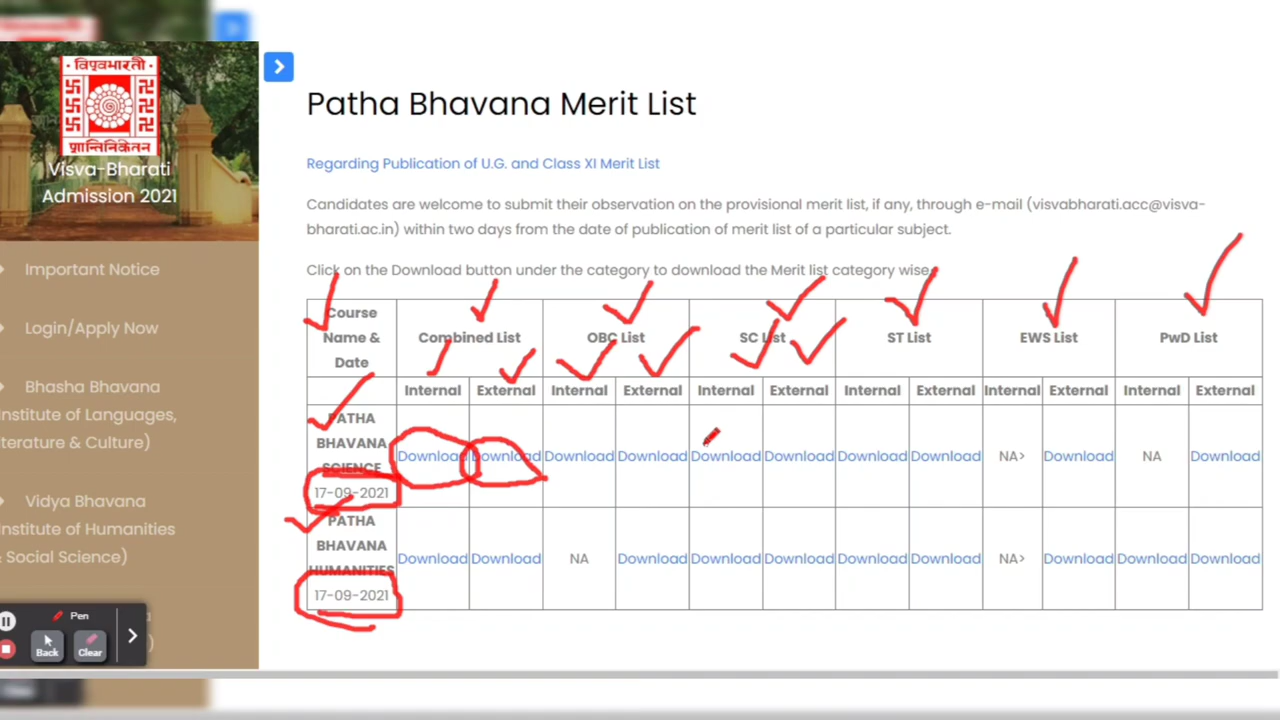 विश्वभारती
शान्तिनिकेतन
Visva-Bharati
Admission 2021
Important Notice
Login/Apply Now
Bhasha Bhavana
Institute of Languages,
terature & Culture)
Vidya Bhavana
Institute of Humanities
Social Science)
Pen
Back
Clear
Patha Bhavana Merit List
Regarding Publication of U.G. and Class XI Merit List
Candidates are welcome to submit their observation on the provisional merit list, if any, through e-mail (visvabharati.acc@visva-
bharati.ac.in) within two days from the date of publication of merit list of a particular subject.
Click on the Download button under the category to download the Merit list category wise.
Course
Name &
Date
Combined List
OBC List
SC List
ST List
EWS List
PwD List
Internal External Internal External Internal External Internal External Internal External Internal External
PATHA
BHAVANA
SCIENCE
17-09-2021
Download Download Download Download Download Download Download Download NA> Download NA Download
PATHA
BHAVANA
HUMANITIES
17-09-2021
Download Download NA Download Download Download Download Download NA> Download Download Download